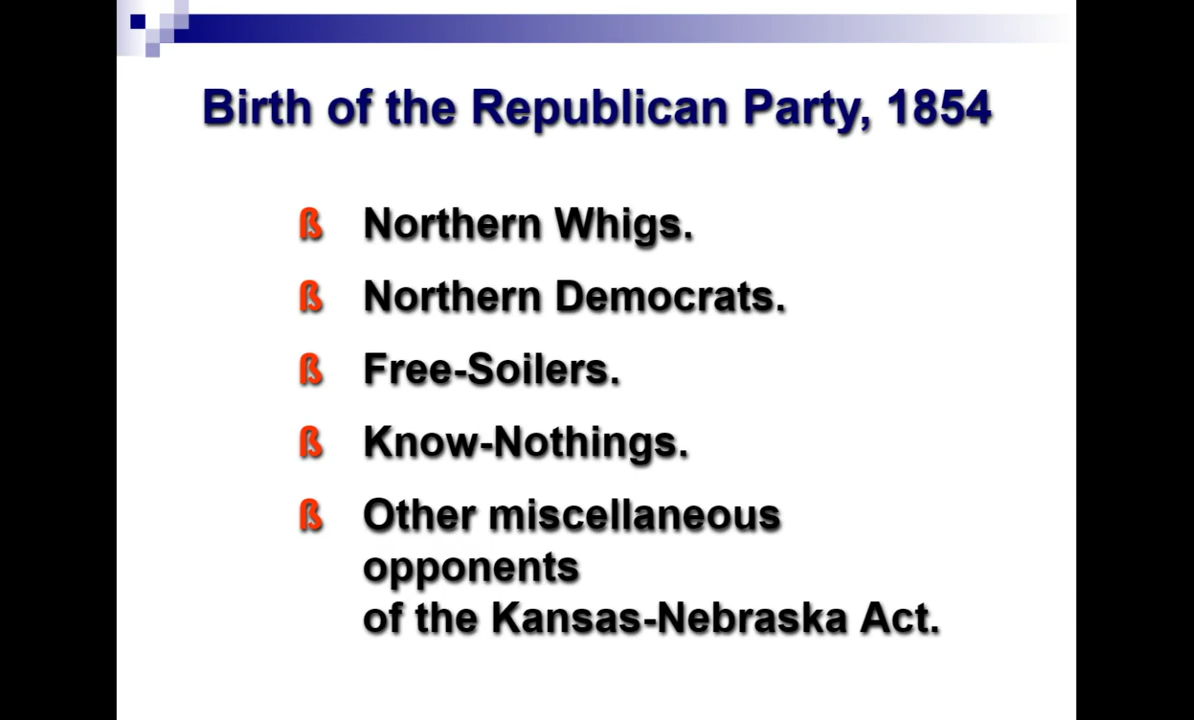 Birth of the Republican Party, 1854
ß Northern Whigs.
ß Northern Democrats.
ß Free-Soilers.
ß Know-Nothings.
ß Other miscellaneous
opponents
of the Kansas-Nebraska Act.